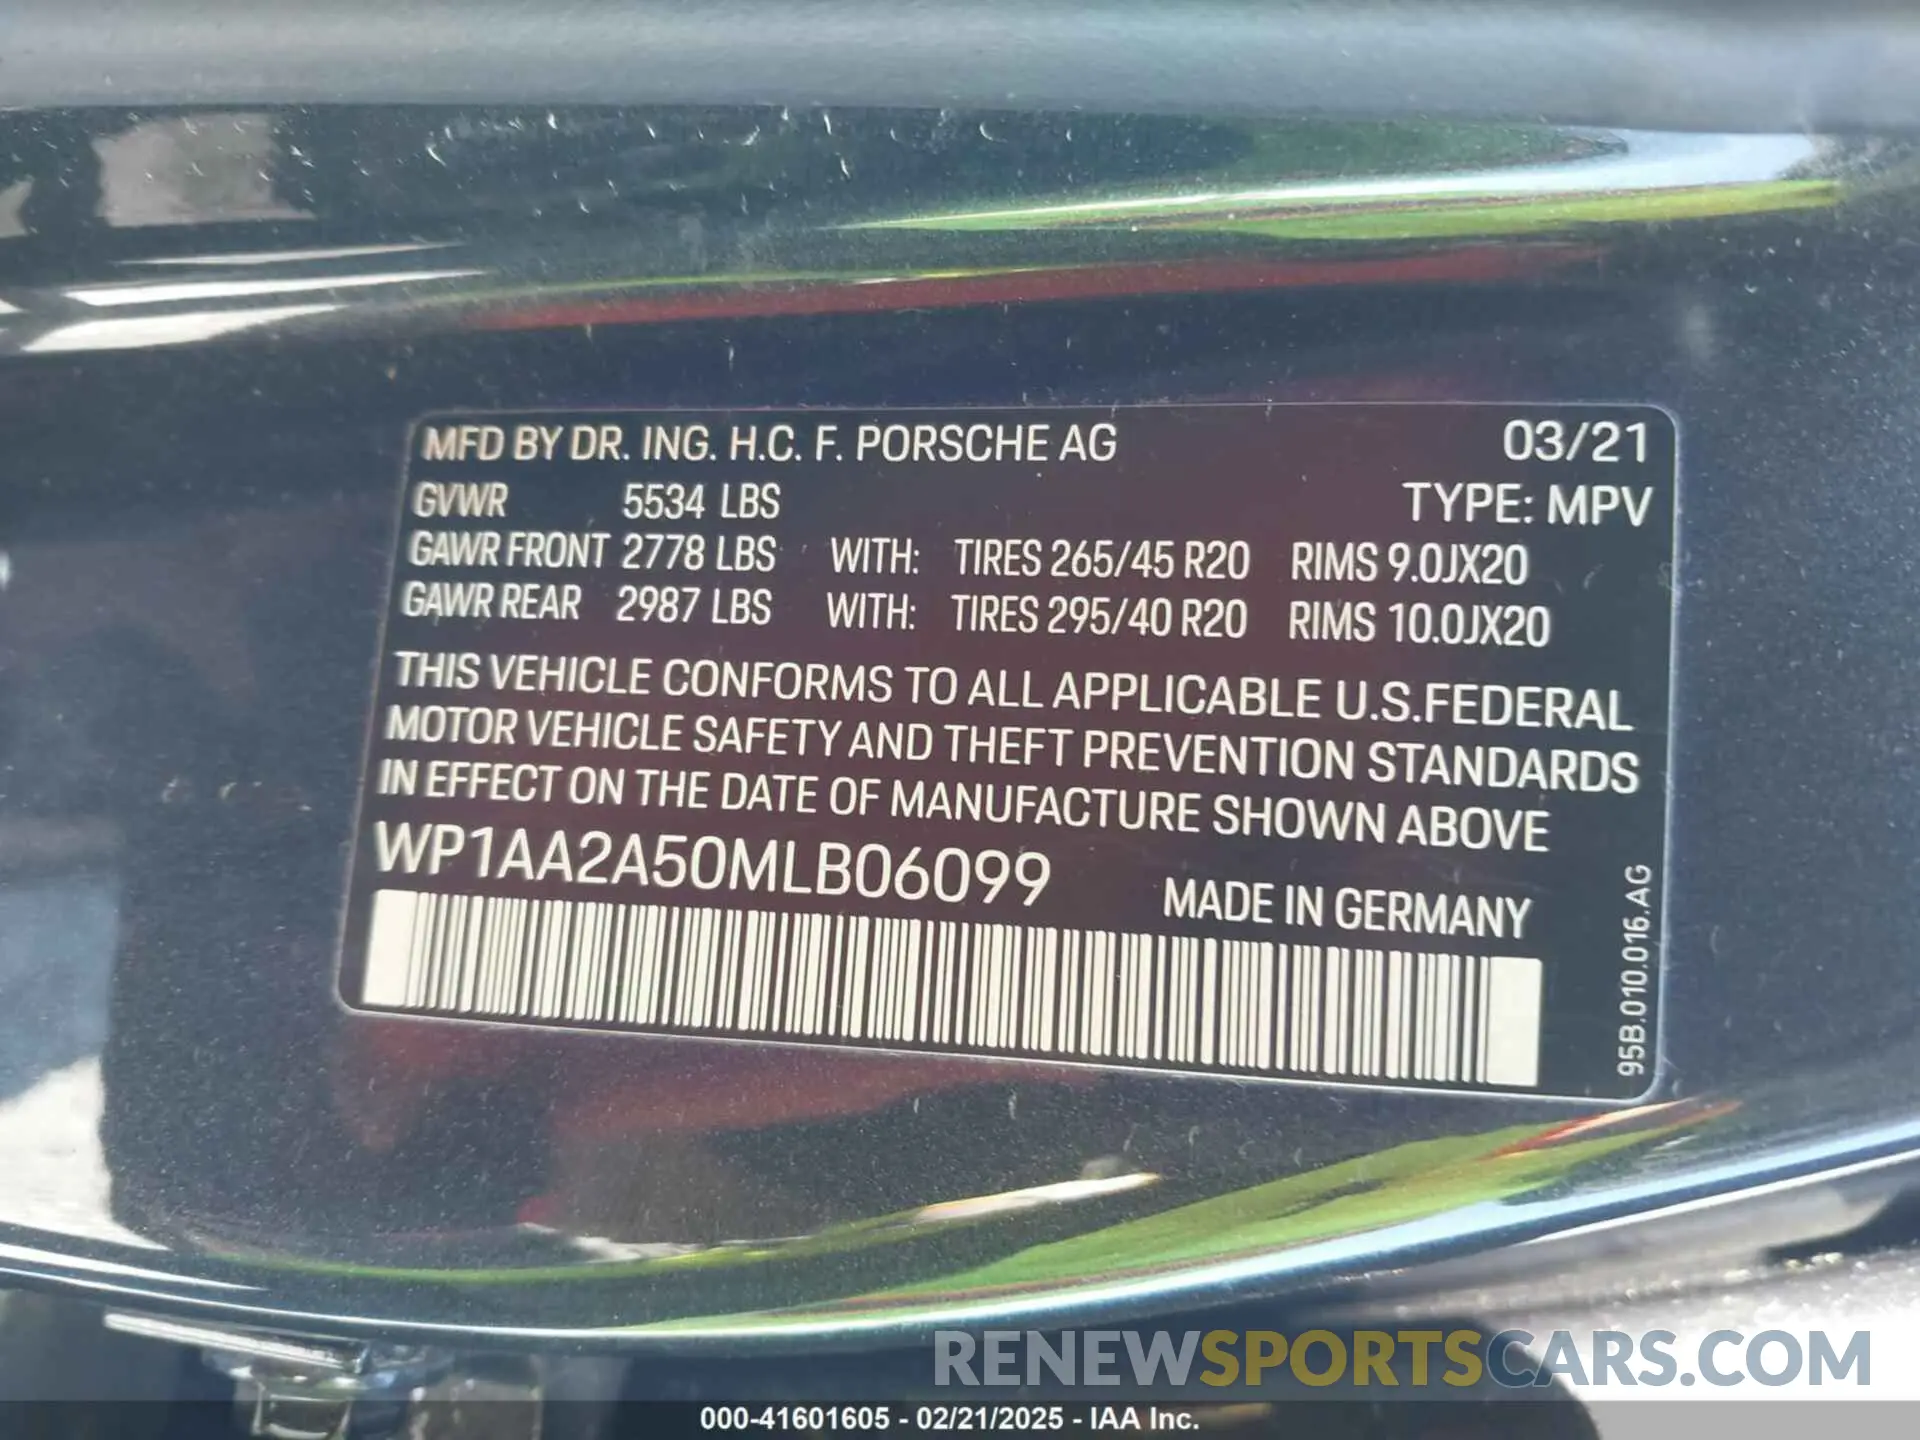 MFD BY DR. ING. H.C. F. PORSCHE AG 03/21
GVWR 5534 LBS TYPE: MPV
GAWR FRONT 2778 LBS WITH: TIRES 265/45 R20 RIMS 9.0JX20
GAWR REAR 2987 LBS WITH: TIRES 295/40 R20 RIMS 10.0JX20
THIS VEHICLE CONFORMS TO ALL APPLICABLE U.S.FEDERAL
MOTOR VEHICLE SAFETY AND THEFT PREVENTION STANDARDS
IN EFFECT ON THE DATE OF MANUFACTURE SHOWN ABOVE
WP1AA2A50MLB06099
MADE IN GERMANY
95B.010.016.AG
RENEWSPORTSCARS.COM
000-41601605 - 02/21/2025 - IAA Inc.